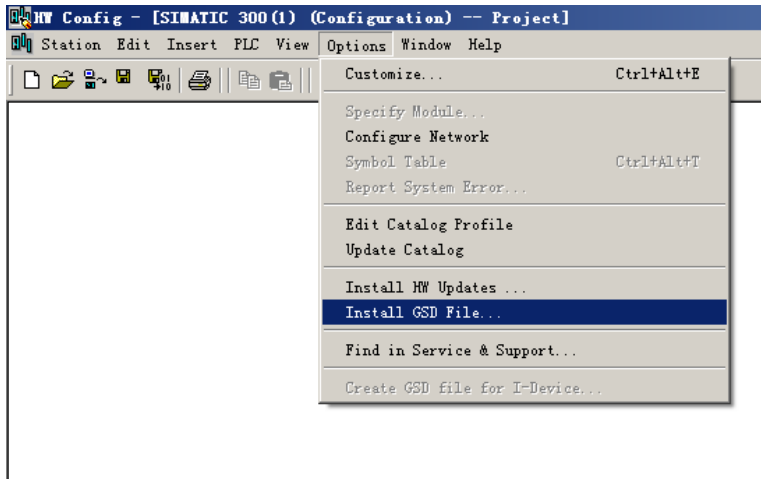 HW Config - [SIMATIC 300(1) (Configuration) -- Project]
Station Edit Insert PLC View Options Window Help
Customize... Ctrl+Alt+E
Specify Module...
Configure Network
Symbol Table Ctrl+Alt+T
Report System Error...
Edit Catalog Profile
Update Catalog
Install HW Updates ...
Install GSD File...
Find in Service & Support...
Create GSD file for I-Device...